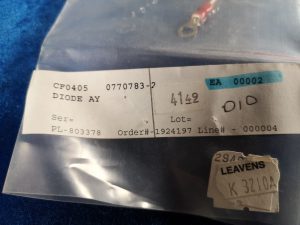 CF0405 0770783-2 EA 00002
DIODE AY
4142 010
Ser= Lot=
PL-803378 Order#-1924197 Line# - 000004
LEAVENS
K 3210A